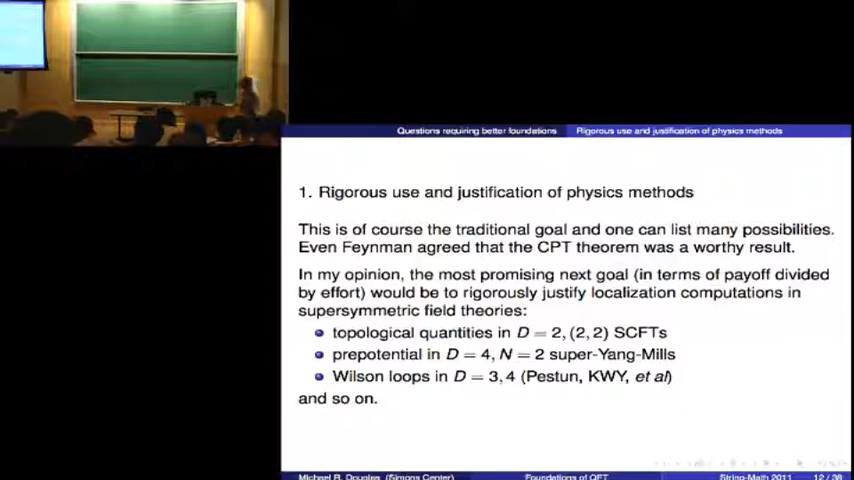 Questions requiring better foundations Rigorous use and justification of physics methods
1. Rigorous use and justification of physics methods
This is of course the traditional goal and one can list many possibilities.
Even Feynman agreed that the CPT theorem was a worthy result.
In my opinion, the most promising next goal (in terms of payoff divided
by effort) would be to rigorously justify localization computations in
supersymmetric field theories:
topological quantities in D = 2, (2, 2) SCFTs
prepotential in D = 4, N = 2 super-Yang-Mills
Wilson loops in D = 3, 4 (Pestun, KWY, et al)
and so on.
Michael R. Douglas (Simons Center) Foundations of QFT String-Math 2011 12 / 38